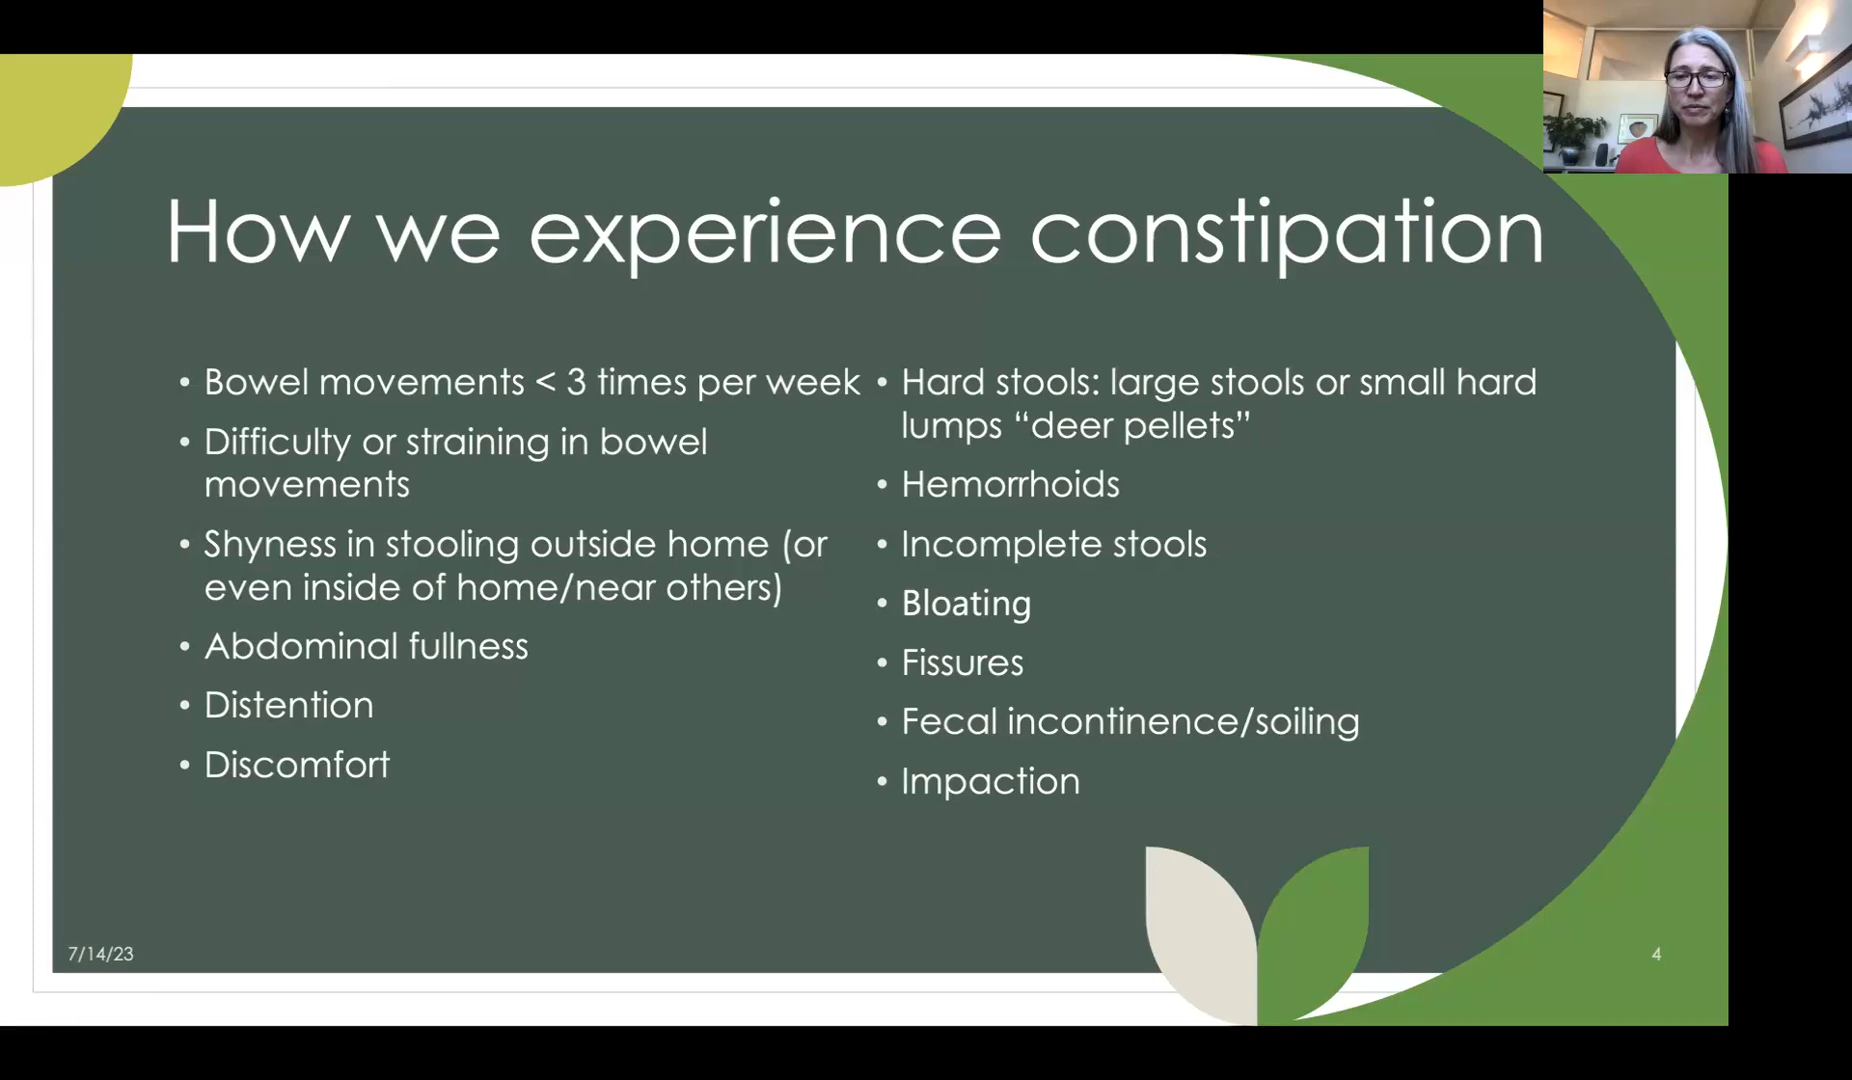 How we experience constipation
• Bowel movements < 3 times per week
• Difficulty or straining in bowel
movements
• Shyness in stooling outside home (or
even inside of home/near others)
• Abdominal fullness
• Distention
• Discomfort
• Hard stools: large stools or small hard
lumps “deer pellets”
• Hemorrhoids
• Incomplete stools
• Bloating
• Fissures
• Fecal incontinence/soiling
• Impaction
7/14/23
4